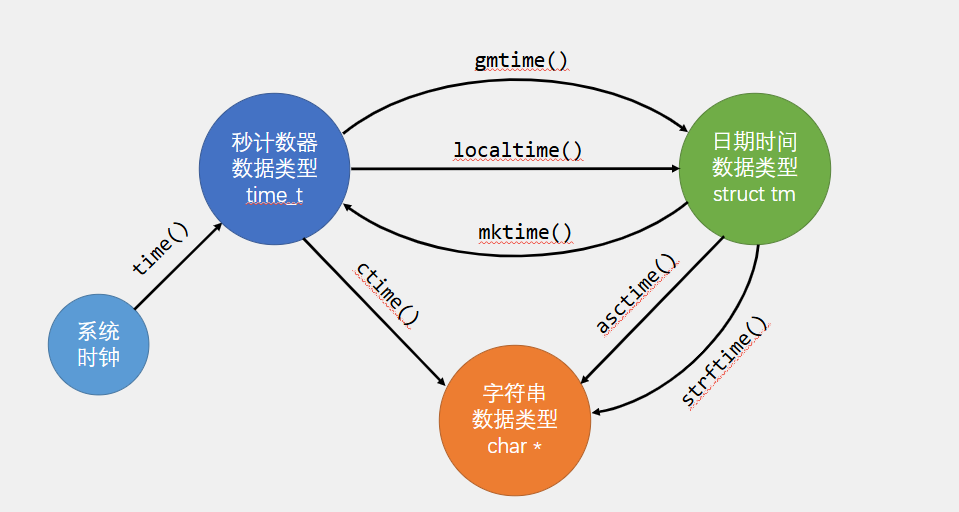 gmtime()
秒计数器
数据类型
time_t
localtime()
日期时间
数据类型
struct tm
mktime()
time()
ctime()
asctime()
strftime()
系统
时钟
字符串
数据类型
char *